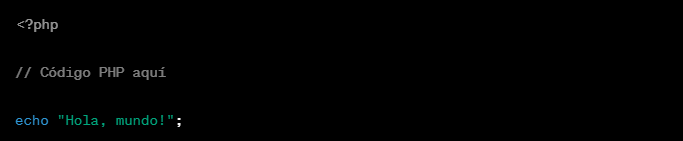 <?php
// Código PHP aquí
echo "Hola, mundo!";